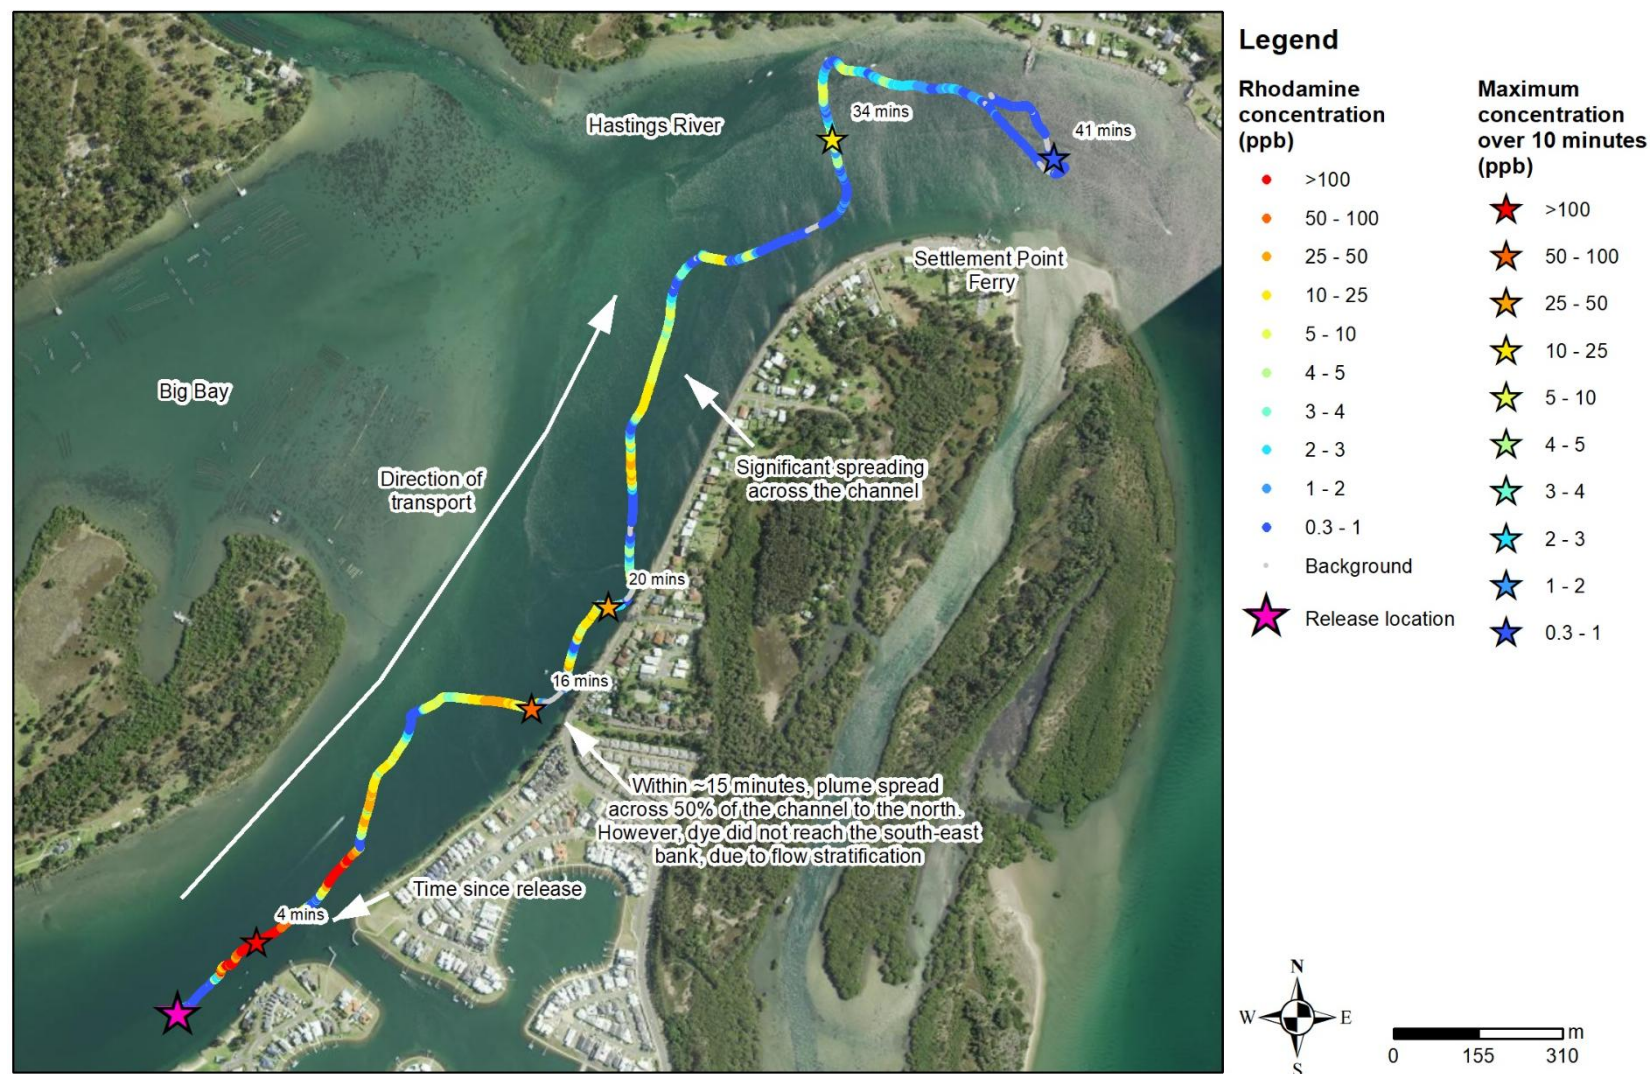 Hastings River
34 mins
41 mins
Settlement Point
Ferry
Big Bay
Direction of
transport
Significant spreading
across the channel
20 mins
16 mins
Within ~15 minutes, plume spread
across 50% of the channel to the north.
However, dye did not reach the south-east
bank, due to flow stratification
Time since release
4 mins
Legend
Rhodamine
concentration
(ppb)
>100
50 - 100
25 - 50
10 - 25
5 - 10
4 - 5
3 - 4
2 - 3
1 - 2
0.3 - 1
Background
Release location
Maximum
concentration
over 10 minutes
(ppb)
>100
50 - 100
25 - 50
10 - 25
5 - 10
4 - 5
3 - 4
2 - 3
1 - 2
0.3 - 1
N
W
E
S
m
0
155
310